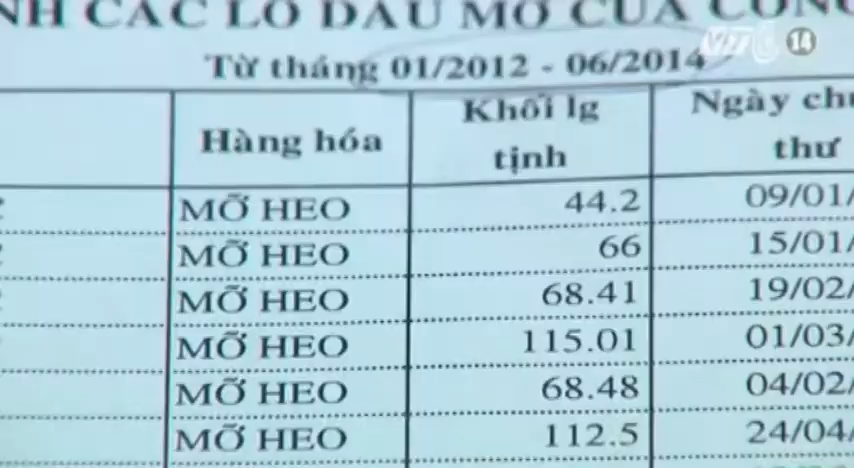 CÁC LÔ DẦU MỠ CỦA CÔNG
VTC 14
Từ tháng 01/2012 - 06/2014
Hàng hóa Khối lg tịnh Ngày thư
MỠ HEO 44.2 09/01/
MỠ HEO 66 15/01/
MỠ HEO 68.41 19/02/
MỠ HEO 115.01 01/03/
MỠ HEO 68.48 04/02/
MỠ HEO 112.5 24/04/